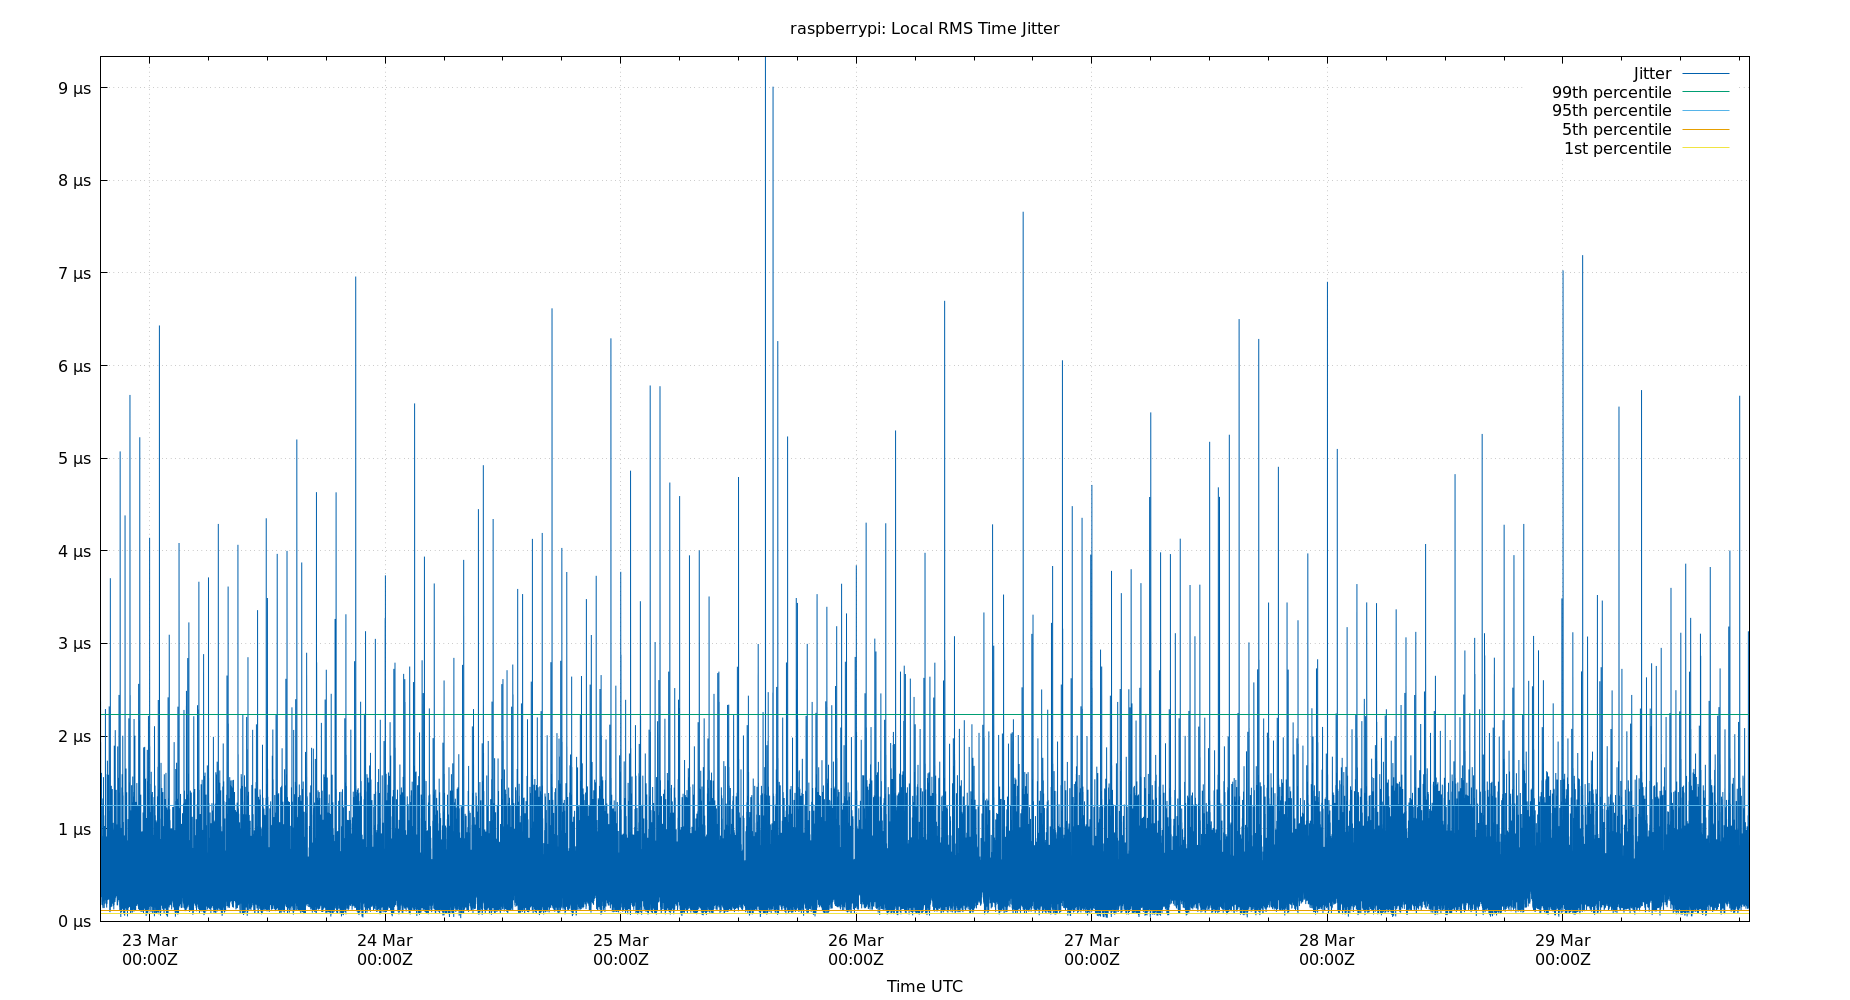 raspberrypi: Local RMS Time Jitter
Jitter
99th percentile
95th percentile
5th percentile
1st percentile
9 µs
8 µs
7 µs
6 µs
5 µs
4 µs
3 µs
2 µs
1 µs
0 µs
23 Mar 24 Mar 25 Mar 26 Mar 27 Mar 28 Mar 29 Mar
00:00Z 00:00Z 00:00Z 00:00Z 00:00Z 00:00Z 00:00Z
Time UTC